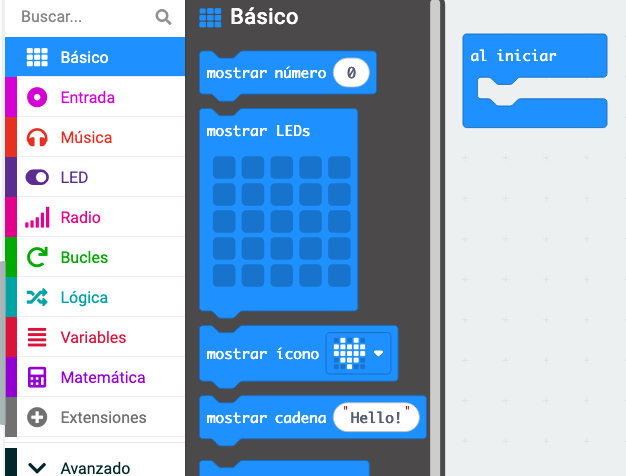 Buscar...
Básico
Entrada
Música
LED
Radio
Bucles
Lógica
Variables
Matemática
Extensiones
Avanzado
Básico
mostrar número 0
mostrar LEDs
mostrar ícono
mostrar cadena "Hello!"
al iniciar